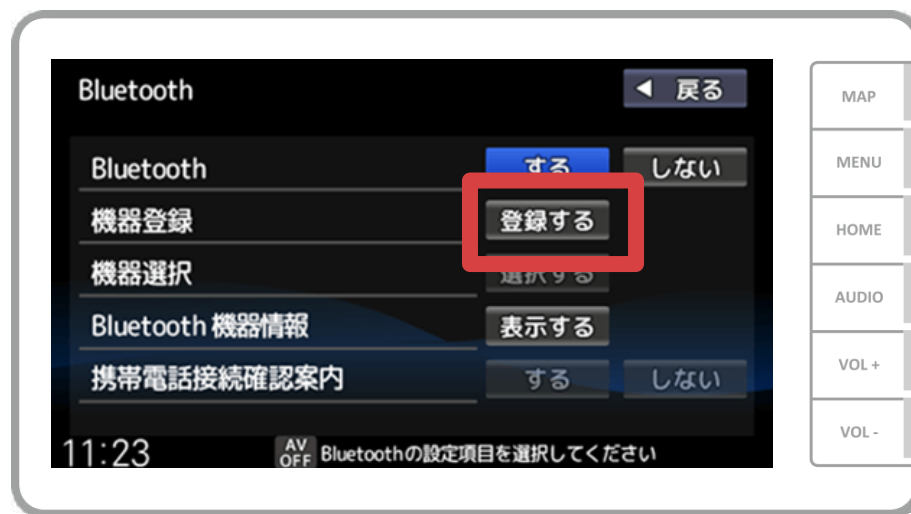 Bluetooth ◀ 戻る
Bluetooth する しない
機器登録 登録する
機器選択 選択する
Bluetooth 機器情報 表示する
携帯電話接続確認案内 する しない
11:23 AV OFF Bluetoothの設定項目を選択してください
MAP
MENU
HOME
AUDIO
VOL +
VOL -